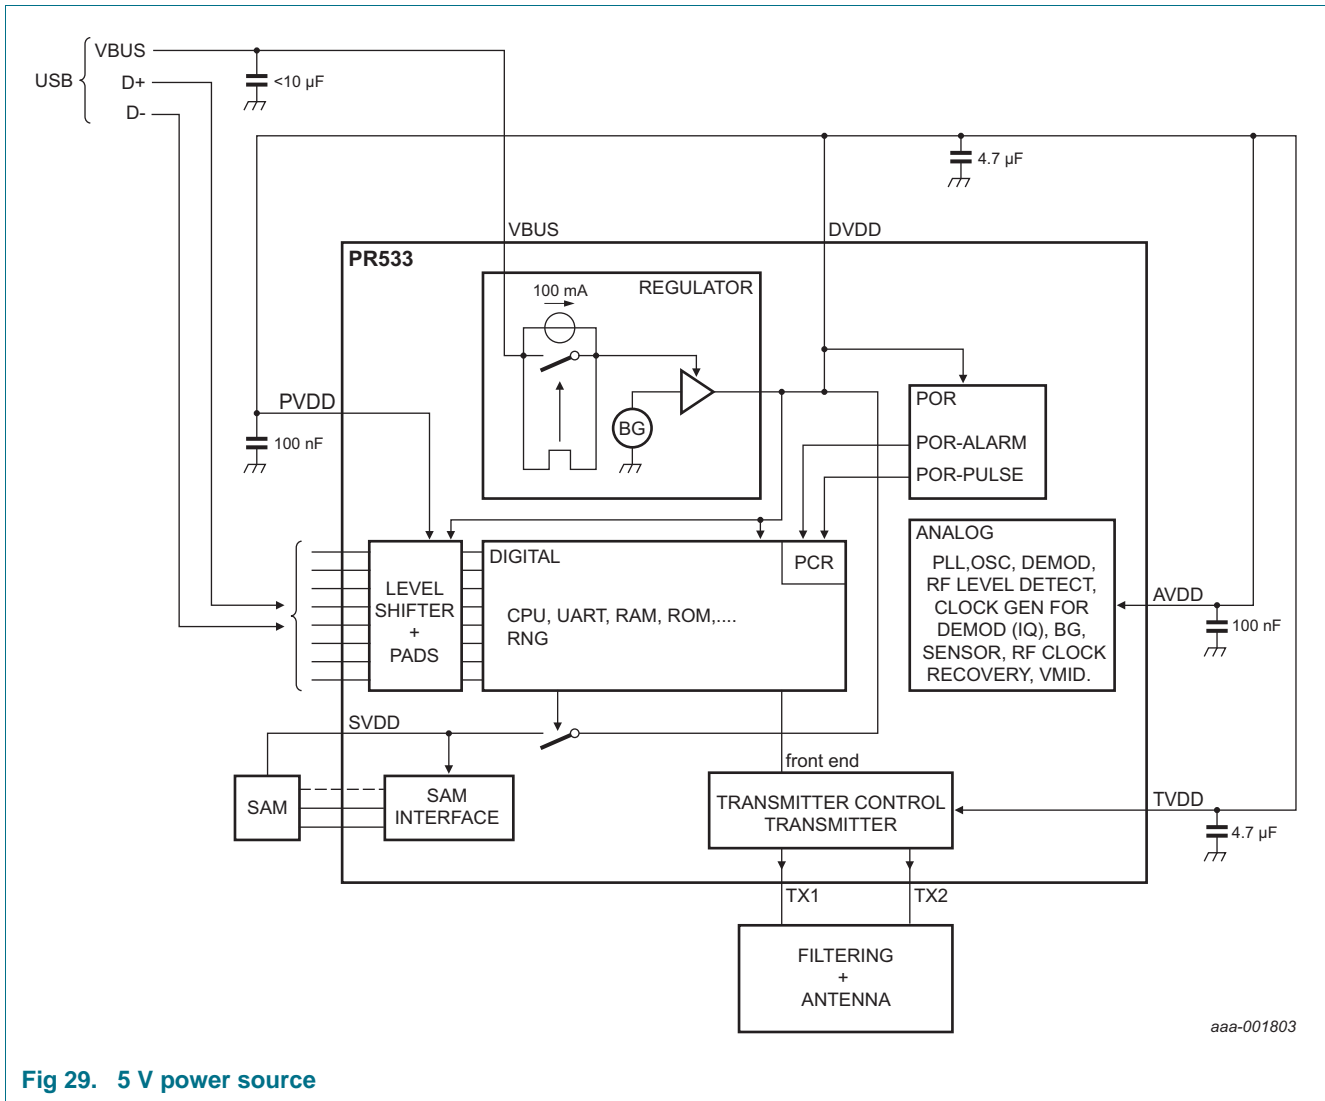 VBUS
USB
D+
D-
<10 µF
4.7 µF
VBUS
DVDD
PR533
100 mA
REGULATOR
BG
PVDD
100 nF
POR
POR-ALARM
POR-PULSE
LEVEL
SHIFTER
+
PADS
DIGITAL
PCR
CPU, UART, RAM, ROM,....
RNG
ANALOG
PLL,OSC, DEMOD,
RF LEVEL DETECT,
CLOCK GEN FOR
DEMOD (IQ), BG,
SENSOR, RF CLOCK
RECOVERY, VMID.
AVDD
100 nF
SVDD
front end
SAM
SAM
INTERFACE
TRANSMITTER CONTROL
TRANSMITTER
TVDD
4.7 µF
TX1
TX2
FILTERING
+
ANTENNA
aaa-001803
Fig 29. 5 V power source